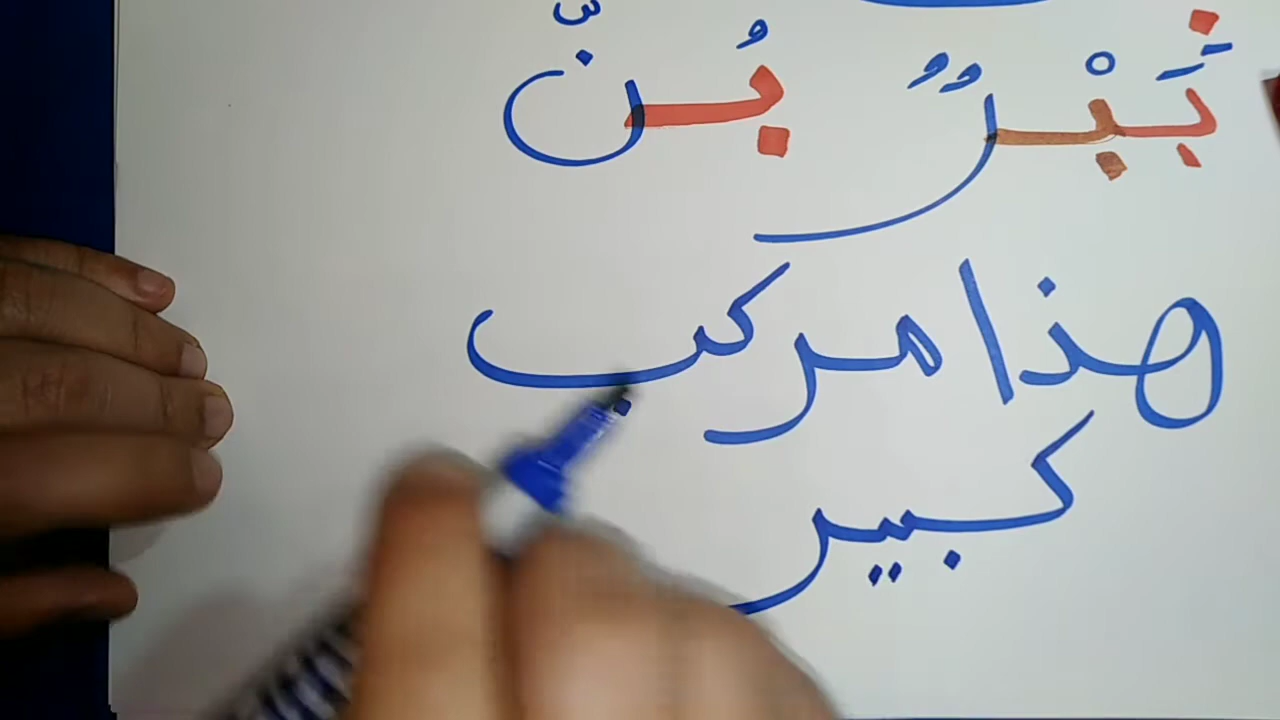 بَبْرٌ بُنّ
هذا مركب
كبير